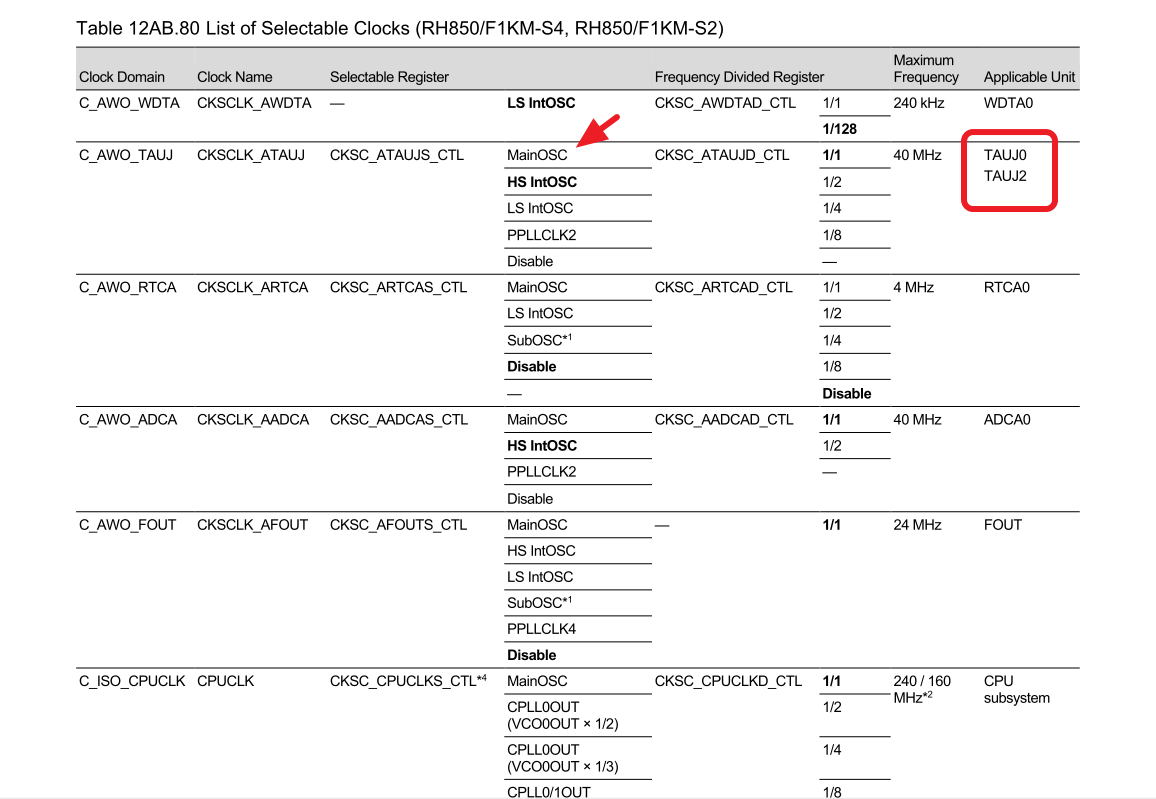 Table 12AB.80 List of Selectable Clocks (RH850/F1KM-S4, RH850/F1KM-S2)
Maximum
Clock Domain Clock Name Selectable Register Frequency Divided Register Frequency Applicable Unit
C_AWO_WDTA CKSCLK_AWDTA — LS IntOSC CKSC_AWDTAD_CTL 1/1 240 kHz WDTA0
1/128
C_AWO_TAUJ CKSCLK_ATAUJ CKSC_ATAUJS_CTL MainOSC CKSC_ATAUJD_CTL 1/1 40 MHz TAUJ0
HS IntOSC 1/2 TAUJ2
LS IntOSC 1/4
PPLLCLK2 1/8
Disable —
C_AWO_RTCA CKSCLK_ARTCA CKSC_ARTCAS_CTL MainOSC CKSC_ARTCAD_CTL 1/1 4 MHz RTCA0
LS IntOSC 1/2
SubOSC*1 1/4
Disable 1/8
— Disable
C_AWO_ADCA CKSCLK_AADCA CKSC_AADCAS_CTL MainOSC CKSC_AADCAD_CTL 1/1 40 MHz ADCA0
HS IntOSC 1/2
PPLLCLK2 —
Disable
C_AWO_FOUT CKSCLK_AFOUT CKSC_AFOUTS_CTL MainOSC — 1/1 24 MHz FOUT
HS IntOSC
LS IntOSC
SubOSC*1
PPLLCLK4
Disable
C_ISO_CPUCLK CPUCLK CKSC_CPUCLKS_CTL*4 MainOSC CKSC_CPUCLKD_CTL 1/1 240 / 160 CPU
MHz*2 subsystem
CPLL0OUT 1/2
(VCO0OUT × 1/2)
CPLL0OUT 1/4
(VCO0OUT × 1/3)
CPLL0/1OUT 1/8